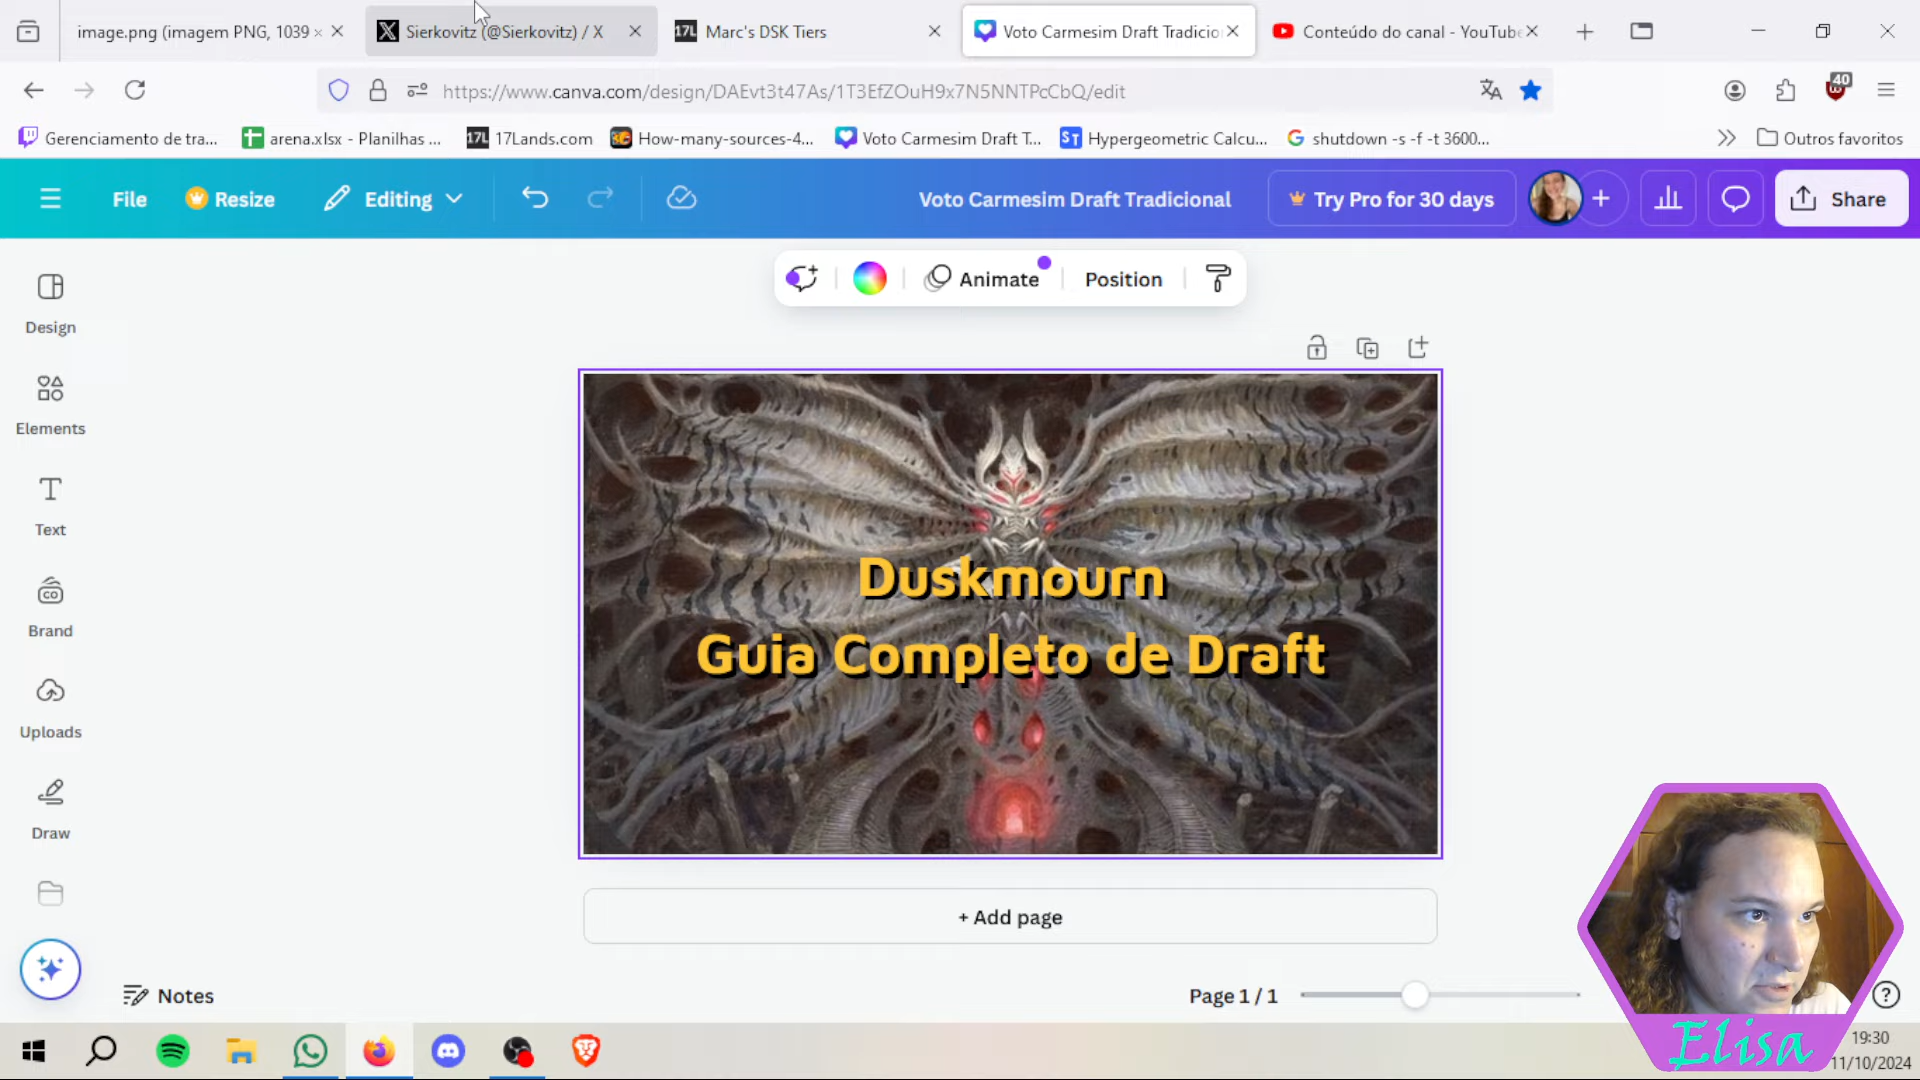 image.png (imagem PNG, 1039 ×
Sierkovitz (@Sierkovitz) / X
17L Marc's DSK Tiers
Voto Carmesim Draft Tradicio
Conteúdo do canal - YouTube
https://www.canva.com/design/DAEvt3t47As/1T3EfZOuH9x7N5NNTPcCbQ/edit
40
Gerenciamento de tra...
arena.xlsx - Planilhas ...
17L 17Lands.com
How-many-sources-4...
Voto Carmesim Draft T...
ST Hypergeometric Calcu...
shutdown -s -f -t 3600...
Outros favoritos
File
Resize
Editing
Voto Carmesim Draft Tradicional
Try Pro for 30 days
Share
Animate
Position
Design
Elements
Text
Brand
Uploads
Draw
Duskmourn
Guia Completo de Draft
+ Add page
Notes
Page 1 / 1
Elisa
19:30
11/10/2024